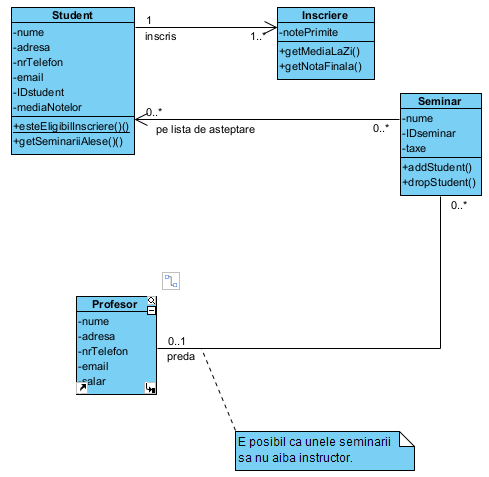 Student
-nume
-adresa
-nrTelefon
-email
-IDstudent
-mediaNotelor
+esteEligibilInscriere()()
+getSeminariiAlese()()
1
inscris
1..*
Inscriere
-notePrimite
+getMediaLaZi()
+getNotaFinala()
0..*
pe lista de asteptare
0..*
Seminar
-nume
-IDseminar
-taxe
+addStudent()
+dropStudent()
0..*
Profesor
-nume
-adresa
-nrTelefon
-email
-salar
0..1
preda
E posibil ca unele seminarii
sa nu aiba instructor.